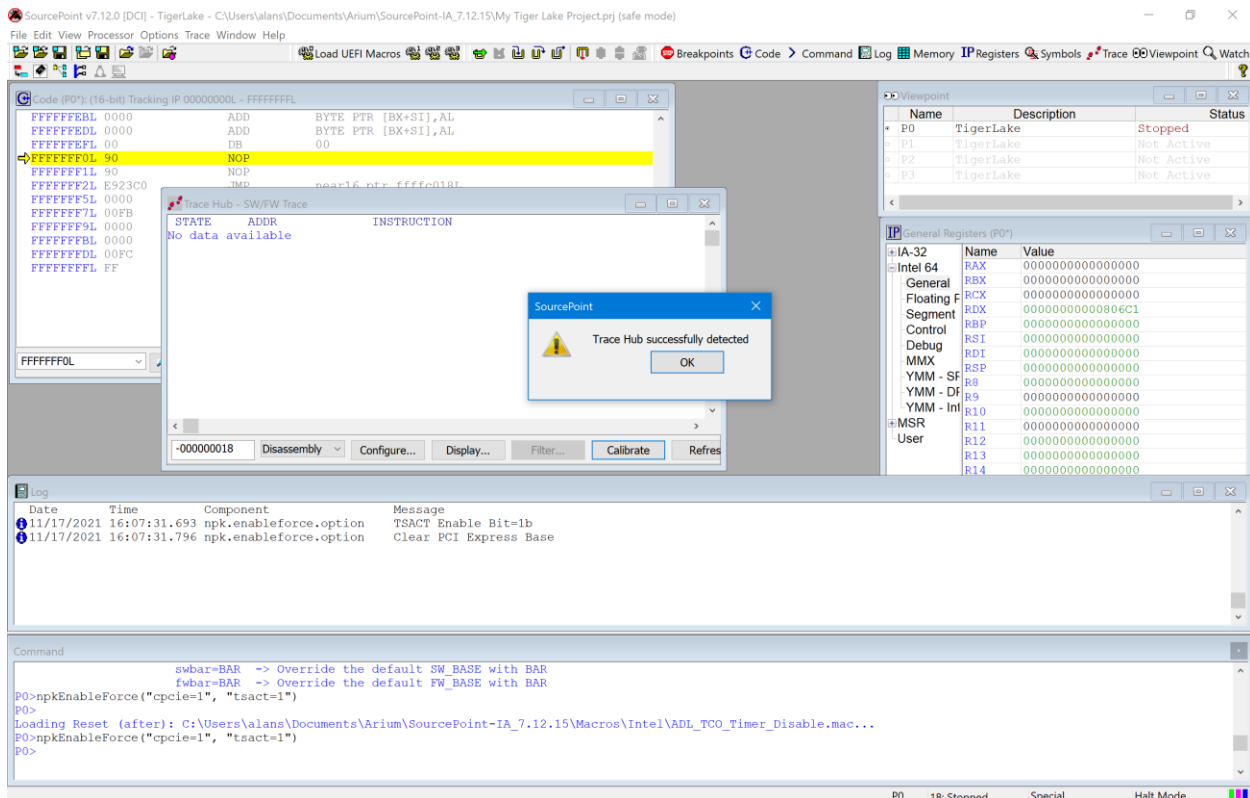 SourcePoint v7.12.0 [DCI] - TigerLake - C:\Users\alans\Documents\Arium\SourcePoint-IA_7.12.15\My Tiger Lake Project.prj (safe mode)
File Edit View Processor Options Trace Window Help
Load UEFI Macros Breakpoints Code Command Log Memory IP Registers Symbols Trace Viewpoint Watch
Code (P0*): (16-bit) Tracking IP 00000000L - FFFFFFFFL
FFFFFFEBL 0000 ADD BYTE PTR [BX+SI],AL
FFFFFFEDL 0000 ADD BYTE PTR [BX+SI],AL
FFFFFFEFL 00 DB 00
FFFFFFF0L 90 NOP
FFFFFFF1L 90 NOP
FFFFFFF2L E923C0 JMP near16 ptr ffffc018L
FFFFFFF5L 0000
FFFFFFF7L 00FB
FFFFFFF9L 0000
FFFFFFFBL 0000
FFFFFFFDL 00FC
FFFFFFFFL FF
FFFFFFF0L
Trace Hub - SW/FW Trace
STATE ADDR INSTRUCTION
No data available
-000000018 Disassembly Configure... Display... Filter... Calibrate Refres
SourcePoint
Trace Hub successfully detected
OK
Viewpoint
Name Description Status
P0 TigerLake Stopped
P1 TigerLake Not Active
P2 TigerLake Not Active
P3 TigerLake Not Active
IP General Registers (P0*)
IA-32
Intel 64
General
Floating P
Segment
Control
Debug
MMX
YMM - SF
YMM - DF
YMM - Int
MSR
User
Name Value
RAX 0000000000000000
RBX 0000000000000000
RCX 0000000000000000
RDX 00000000000806C1
RBP 0000000000000000
RSI 0000000000000000
RDI 0000000000000000
RSP 0000000000000000
R8 0000000000000000
R9 0000000000000000
R10 0000000000000000
R11 0000000000000000
R12 0000000000000000
R13 0000000000000000
R14 0000000000000000
Log
Date Time Component Message
11/17/2021 16:07:31.693 npk.enableforce.option TSACT Enable Bit=1b
11/17/2021 16:07:31.796 npk.enableforce.option Clear PCI Express Base
Command
swbar=BAR -> Override the default SW_BASE with BAR
fwbar=BAR -> Override the default FW_BASE with BAR
P0>npkEnableForce("cpcie=1", "tsact=1")
P0>
Loading Reset (after): C:\Users\alans\Documents\Arium\SourcePoint-IA_7.12.15\Macros\Intel\ADL_TCO_Timer_Disable.mac...
P0>npkEnableForce("cpcie=1", "tsact=1")
P0>
P0 18: Stopped Special Halt Mode